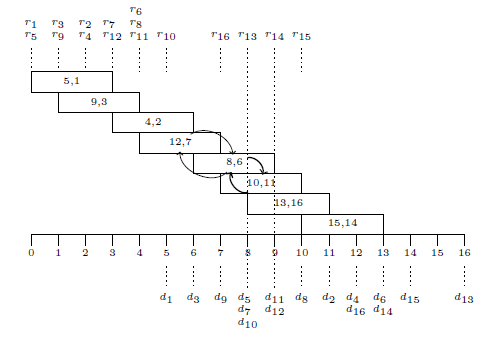 r6
r1 r3 r2 r7 r8
r5 r9 r4 r12 r11 r10 r16 r13 r14 r15
5,1
9,3
4,2
12,7
8,6
10,11
13,16
15,14
0 1 2 3 4 5 6 7 8 9 10 11 12 13 14 15 16
d1 d3 d9 d5 d11 d8 d2 d4 d6 d15 d13
d7 d12 d16 d14
d10